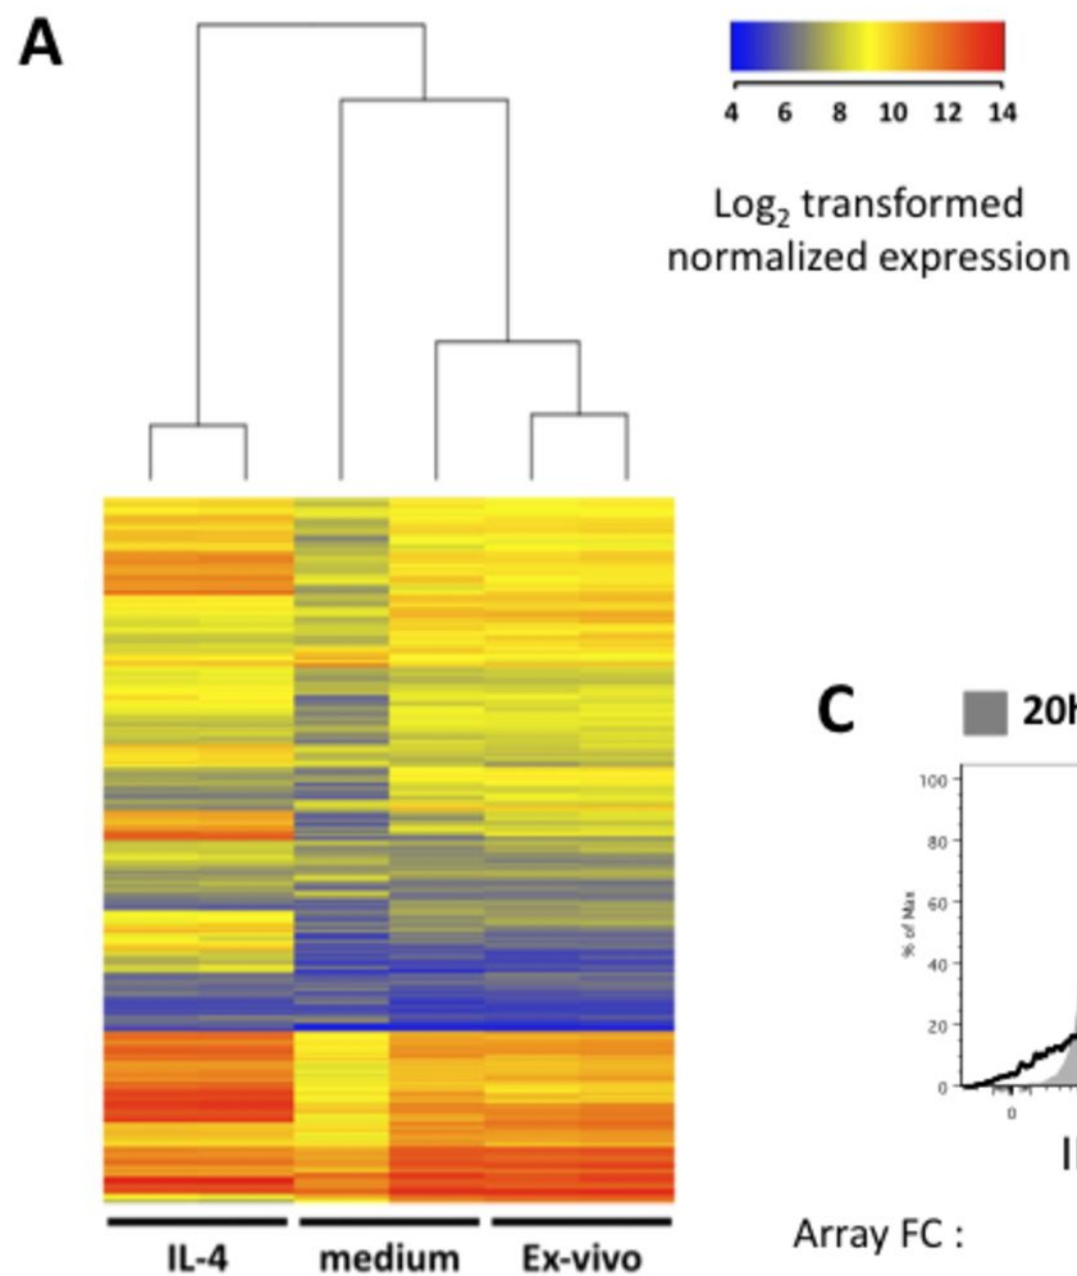 A
4 6 8 10 12 14
Log₂ transformed
normalized expression
C
20h
100
80
60
40
20
0
% of Max
0
Array FC :
IL-4 medium Ex-vivo